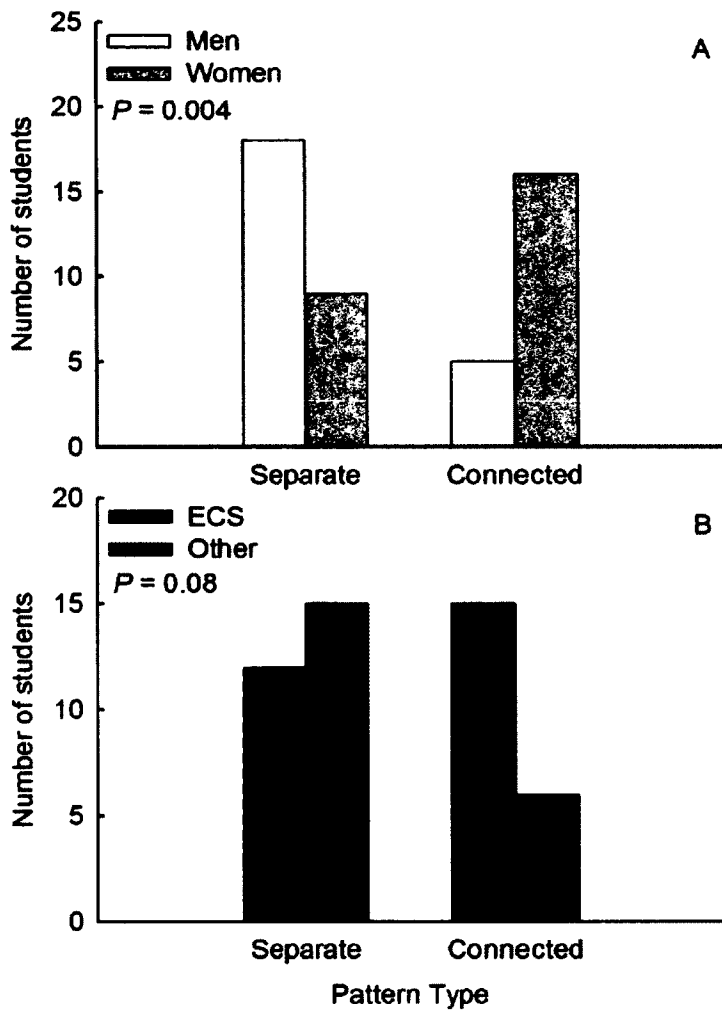 25
Men
A
Women
20
P = 0.004
15
10
5
0
Number of students
Separate
Connected
20
ECS
B
Other
P = 0.08
15
10
5
0
Number of students
Separate
Connected
Pattern Type